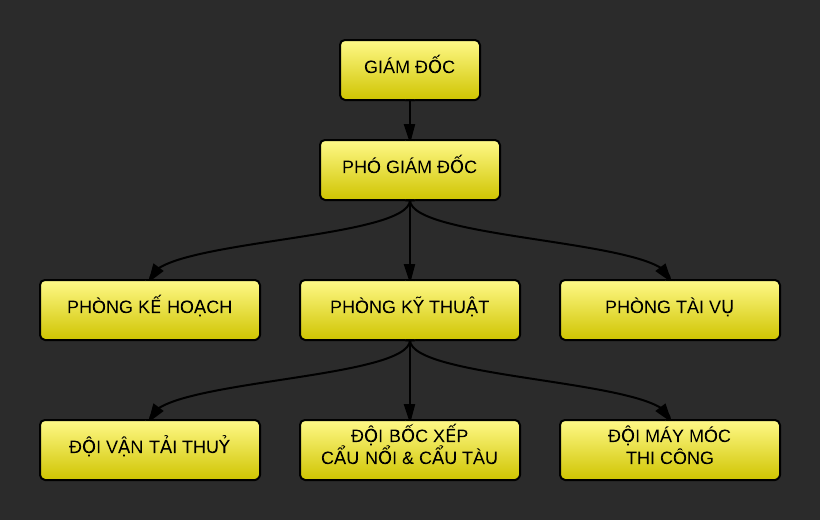 GIÁM ĐỐC
PHÓ GIÁM ĐỐC
PHÒNG KẾ HOẠCH
PHÒNG KỸ THUẬT
PHÒNG TÀI VỤ
ĐỘI VẬN TẢI THUỶ
ĐỘI BỐC XẾP
CẨU NỔI & CẨU TÀU
ĐỘI MÁY MÓC
THI CÔNG